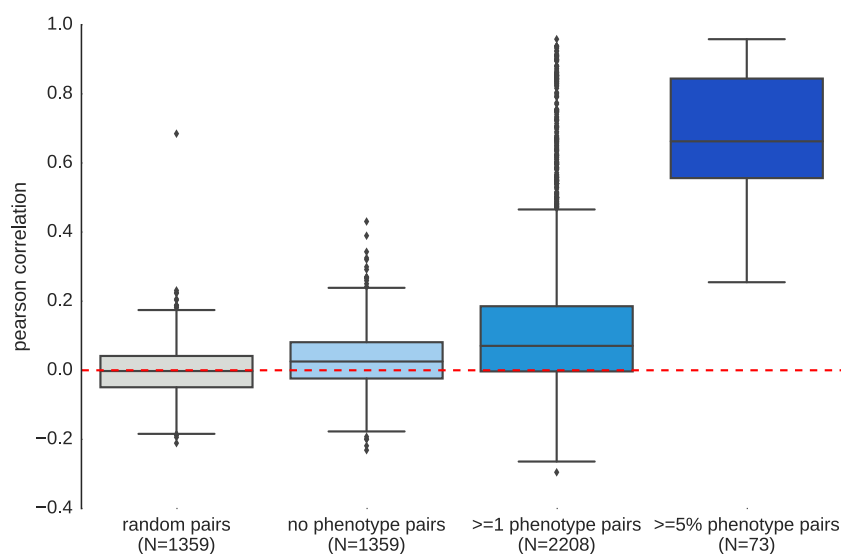 1.0
0.8
0.6
0.4
0.2
0.0
−0.2
−0.4
pearson correlation
random pairs
(N=1359)
no phenotype pairs
(N=1359)
>=1 phenotype pairs
(N=2208)
>=5% phenotype pairs
(N=73)